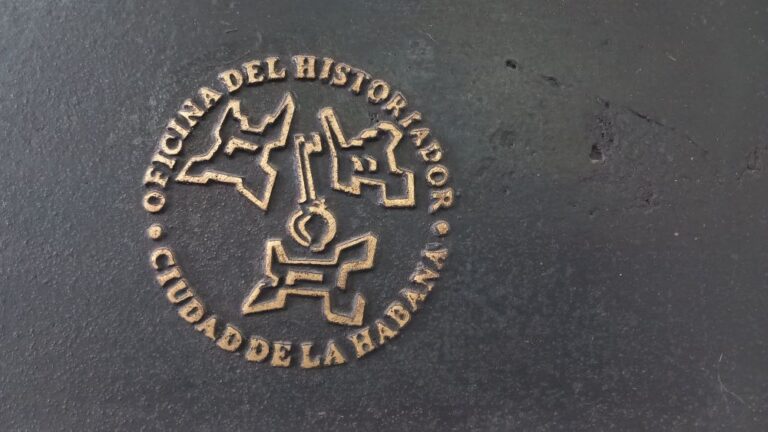 OFICINA DEL HISTORIADOR
CIUDAD DE LA HABANA